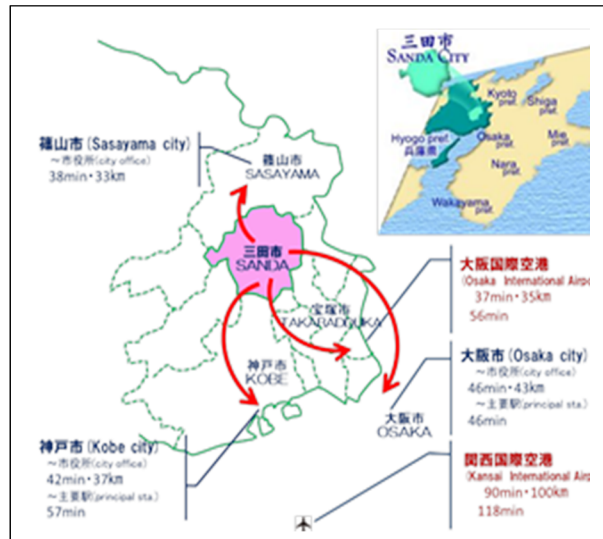 三田市
SANDA CITY
Kyoto
pref.
Shiga
pref.
Hyogo pref.
兵庫県
Osaka
pref.
Mie
pref.
Nara
pref.
Wakayama
pref.
篠山市(Sasayama city)
～市役所(city office)
38min・33km
篠山市
SASAYAMA
三田市
SANDA
宝塚市
TAKARADOUKA
神戸市
KOBE
大阪市
OSAKA
大阪国際空港
(Osaka International Airpo
37min・35km
56min
大阪市(Osaka city)
～市役所(city office)
46min・43km
～主要駅(principal sta.)
46min
神戸市(Kobe city)
～市役所(city office)
42min・37km
～主要駅(principal sta.)
57min
関西国際空港
(Kansai International Air
90min・100km
118min